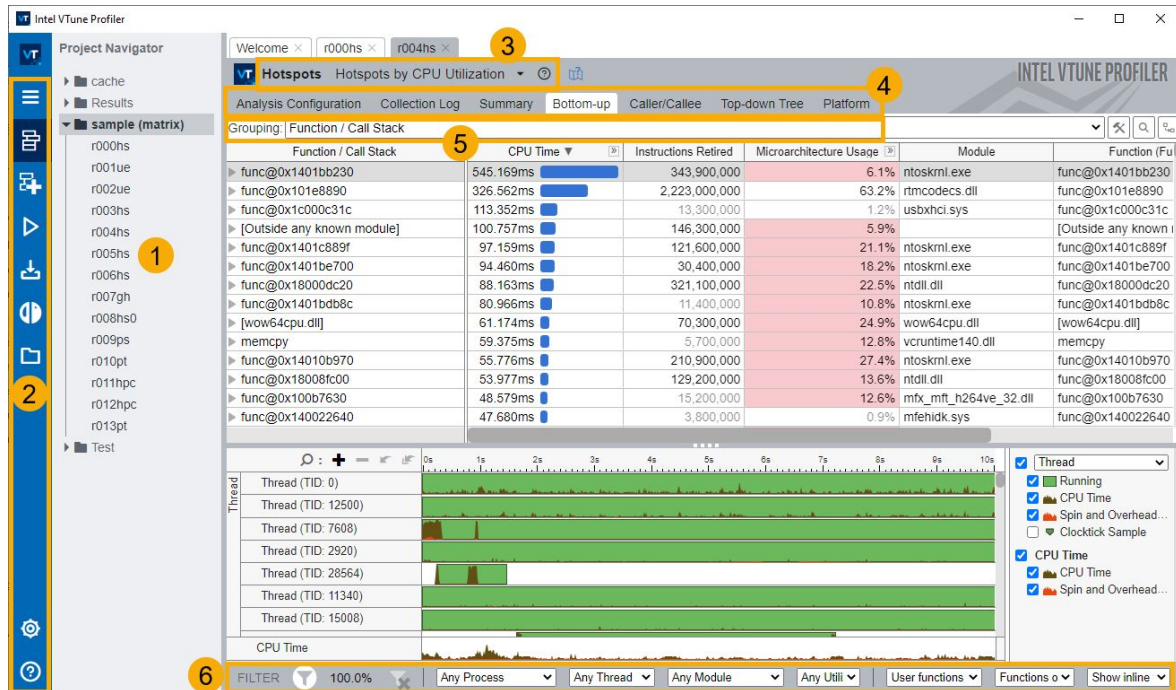 Intel VTune Profiler
VT
Project Navigator
cache
Results
sample (matrix)
r000hs
r001ue
r002ue
r003hs
r004hs
r005hs
r006hs
r007gh
r008hs0
r009ps
r010pt
r011hpc
r012hpc
r013pt
Test
1
2
Welcome × r000hs × r004hs ×
3
VT Hotspots Hotspots by CPU Utilization
INTEL VTUNE PROFILER
4
Analysis Configuration Collection Log Summary Bottom-up Caller/Callee Top-down Tree Platform
Grouping: Function / Call Stack
5
Function / Call Stack CPU Time ▼ Instructions Retired Microarchitecture Usage Module Function (Ful
func@0x1401bb230 545.169ms 343,900,000 6.1% ntoskrnl.exe func@0x1401bb230
func@0x101e8890 326.562ms 2,223,000,000 63.2% rtmcodecs.dll func@0x101e8890
func@0x1c000c31c 113.352ms 13,300,000 1.2% usbxhci.sys func@0x1c000c31c
[Outside any known module] 100.757ms 146,300,000 5.9% [Outside any known
func@0x1401c889f 97.159ms 121,600,000 21.1% ntoskrnl.exe func@0x1401c889f
func@0x1401be700 94.460ms 30,400,000 18.2% ntoskrnl.exe func@0x1401be700
func@0x18000dc20 88.163ms 321,100,000 22.5% ntdll.dll func@0x18000dc20
func@0x1401bdb8c 80.966ms 11,400,000 10.8% ntoskrnl.exe func@0x1401bdb8c
[wow64cpu.dll] 61.174ms 70,300,000 24.9% wow64cpu.dll [wow64cpu.dll]
memcpy 59.375ms 5,700,000 12.8% vcruntime140.dll memcpy
func@0x14010b970 55.776ms 210,900,000 27.4% ntoskrnl.exe func@0x14010b970
func@0x18008fc00 53.977ms 129,200,000 13.6% ntdll.dll func@0x18008fc00
func@0x100b7630 48.579ms 15,200,000 12.6% mfx_mft_h264ve_32.dll func@0x100b7630
func@0x140022640 47.680ms 3,800,000 0.9% mfehidk.sys func@0x140022640
0s 1s 2s 3s 4s 5s 6s 7s 8s 9s 10s
Thread
Thread (TID: 0)
Thread (TID: 12500)
Thread (TID: 7608)
Thread (TID: 2920)
Thread (TID: 28564)
Thread (TID: 11340)
Thread (TID: 15008)
CPU Time
Thread
Running
CPU Time
Spin and Overhead...
Clocktick Sample
CPU Time
CPU Time
Spin and Overhead...
6
FILTER 100.0% Any Process Any Thread Any Module Any Utili User functions Functions o Show inline